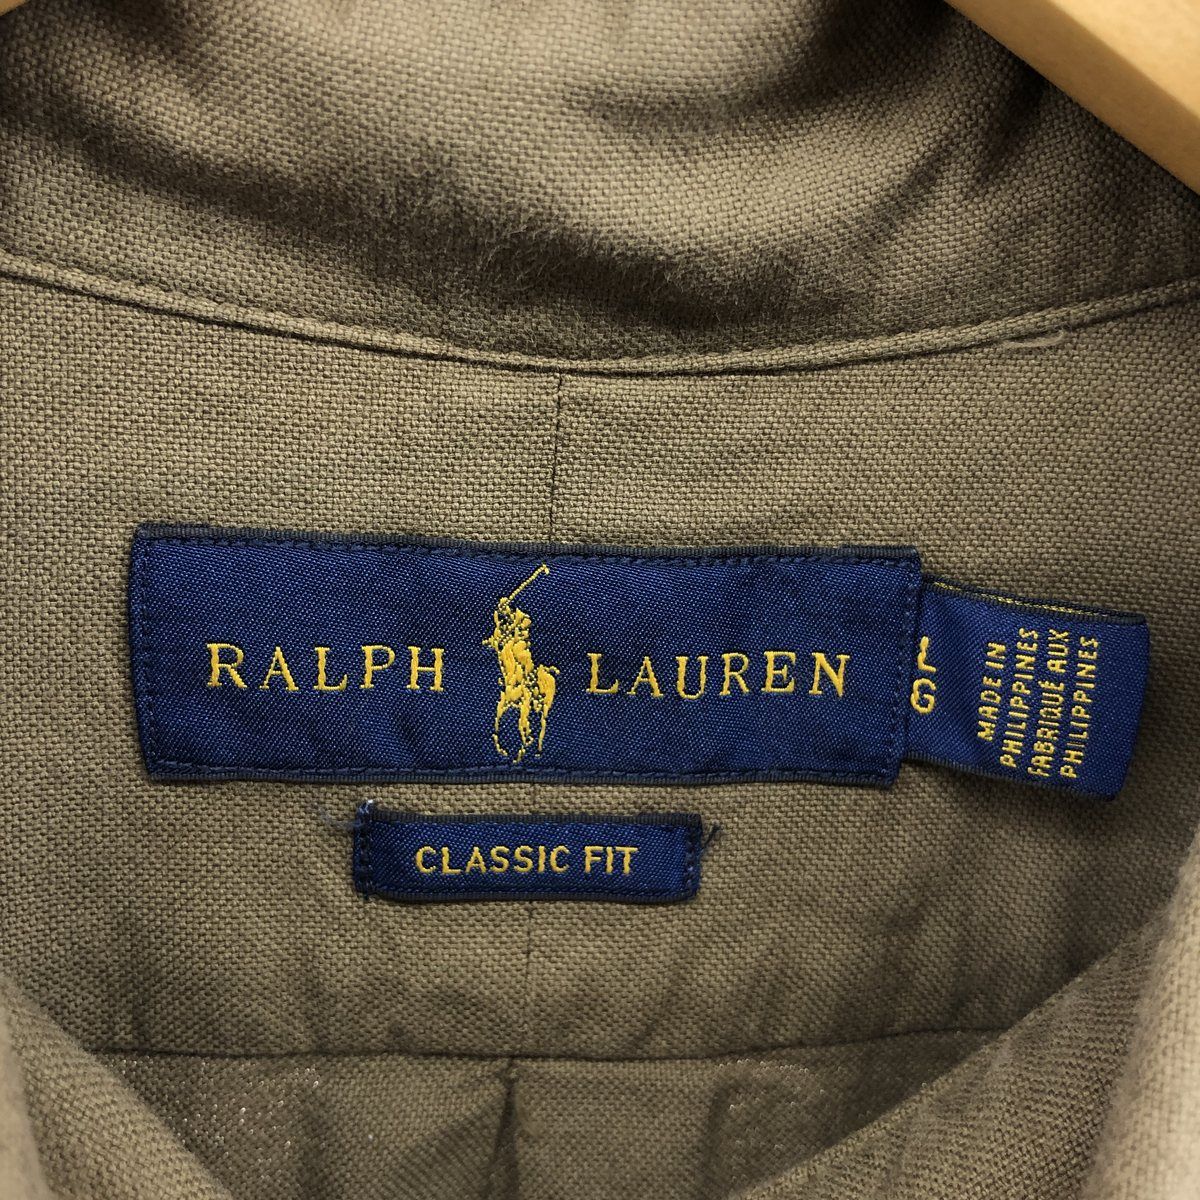 RALPH LAUREN
L
G
MADE IN
PHILIPPINES
FABRIQUÉ AUX
PHILIPPINES
CLASSIC FIT